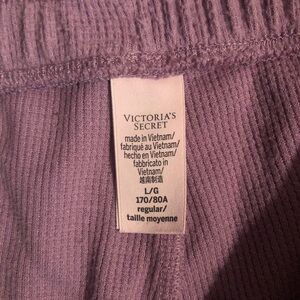 VICTORIA'S
SECRET
made in Vietnam/
fabriqué au Vietnam/
hecho en Vietnam/
fabbricato in
Vietnam/
越南制造
L/G
170/80A
regular/
taille moyenne